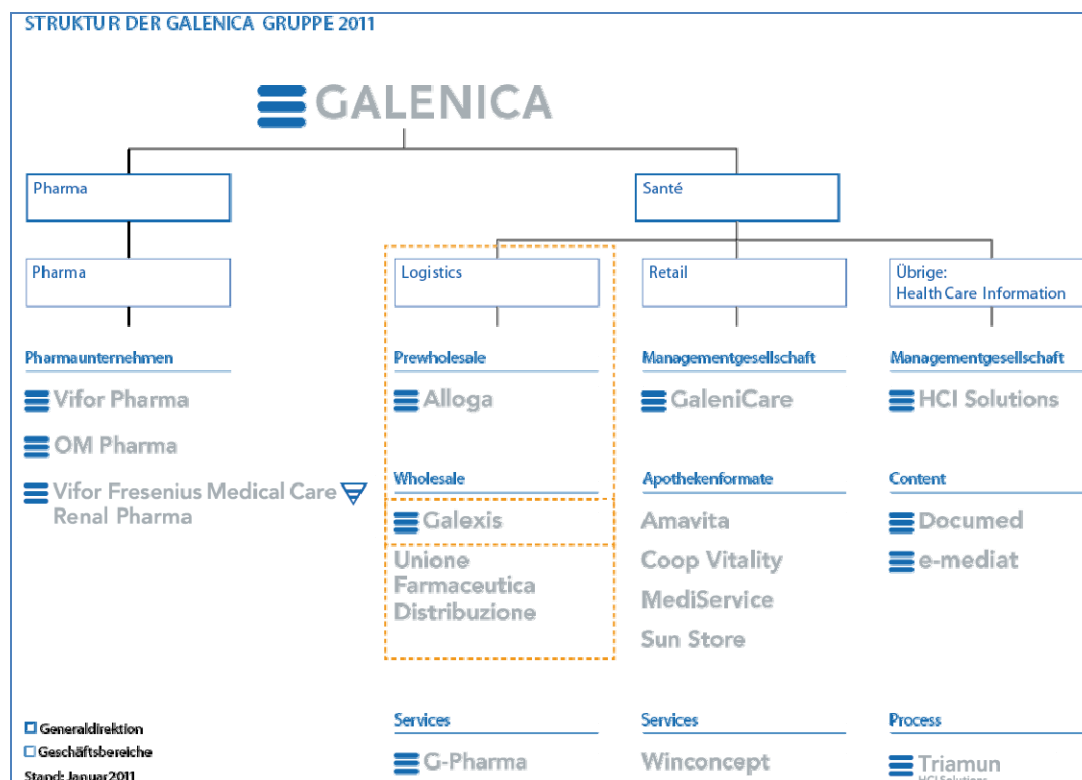 STRUKTUR DER GALENICA GRUPPE 2011
GALENICA
Pharma
Santé
Pharma
Logistics
Retail
Übrige:
Health Care Information
Pharmaunternehmen
Vifor Pharma
OM Pharma
Vifor Fresenius Medical Care
Renal Pharma
Prewholesale
Alloga
Wholesale
Galexis
Unione
Farmaceutica
Distribuzione
Services
G-Pharma
Managementgesellschaft
GaleniCare
Apothekenformate
Amavita
Coop Vitality
MediService
Sun Store
Services
Winconcept
Managementgesellschaft
HCI Solutions
Content
Documed
e-mediat
Process
Triamun
HCI Solutions
Generaldirektion
Geschäftsbereiche
Stand: Januar 2011